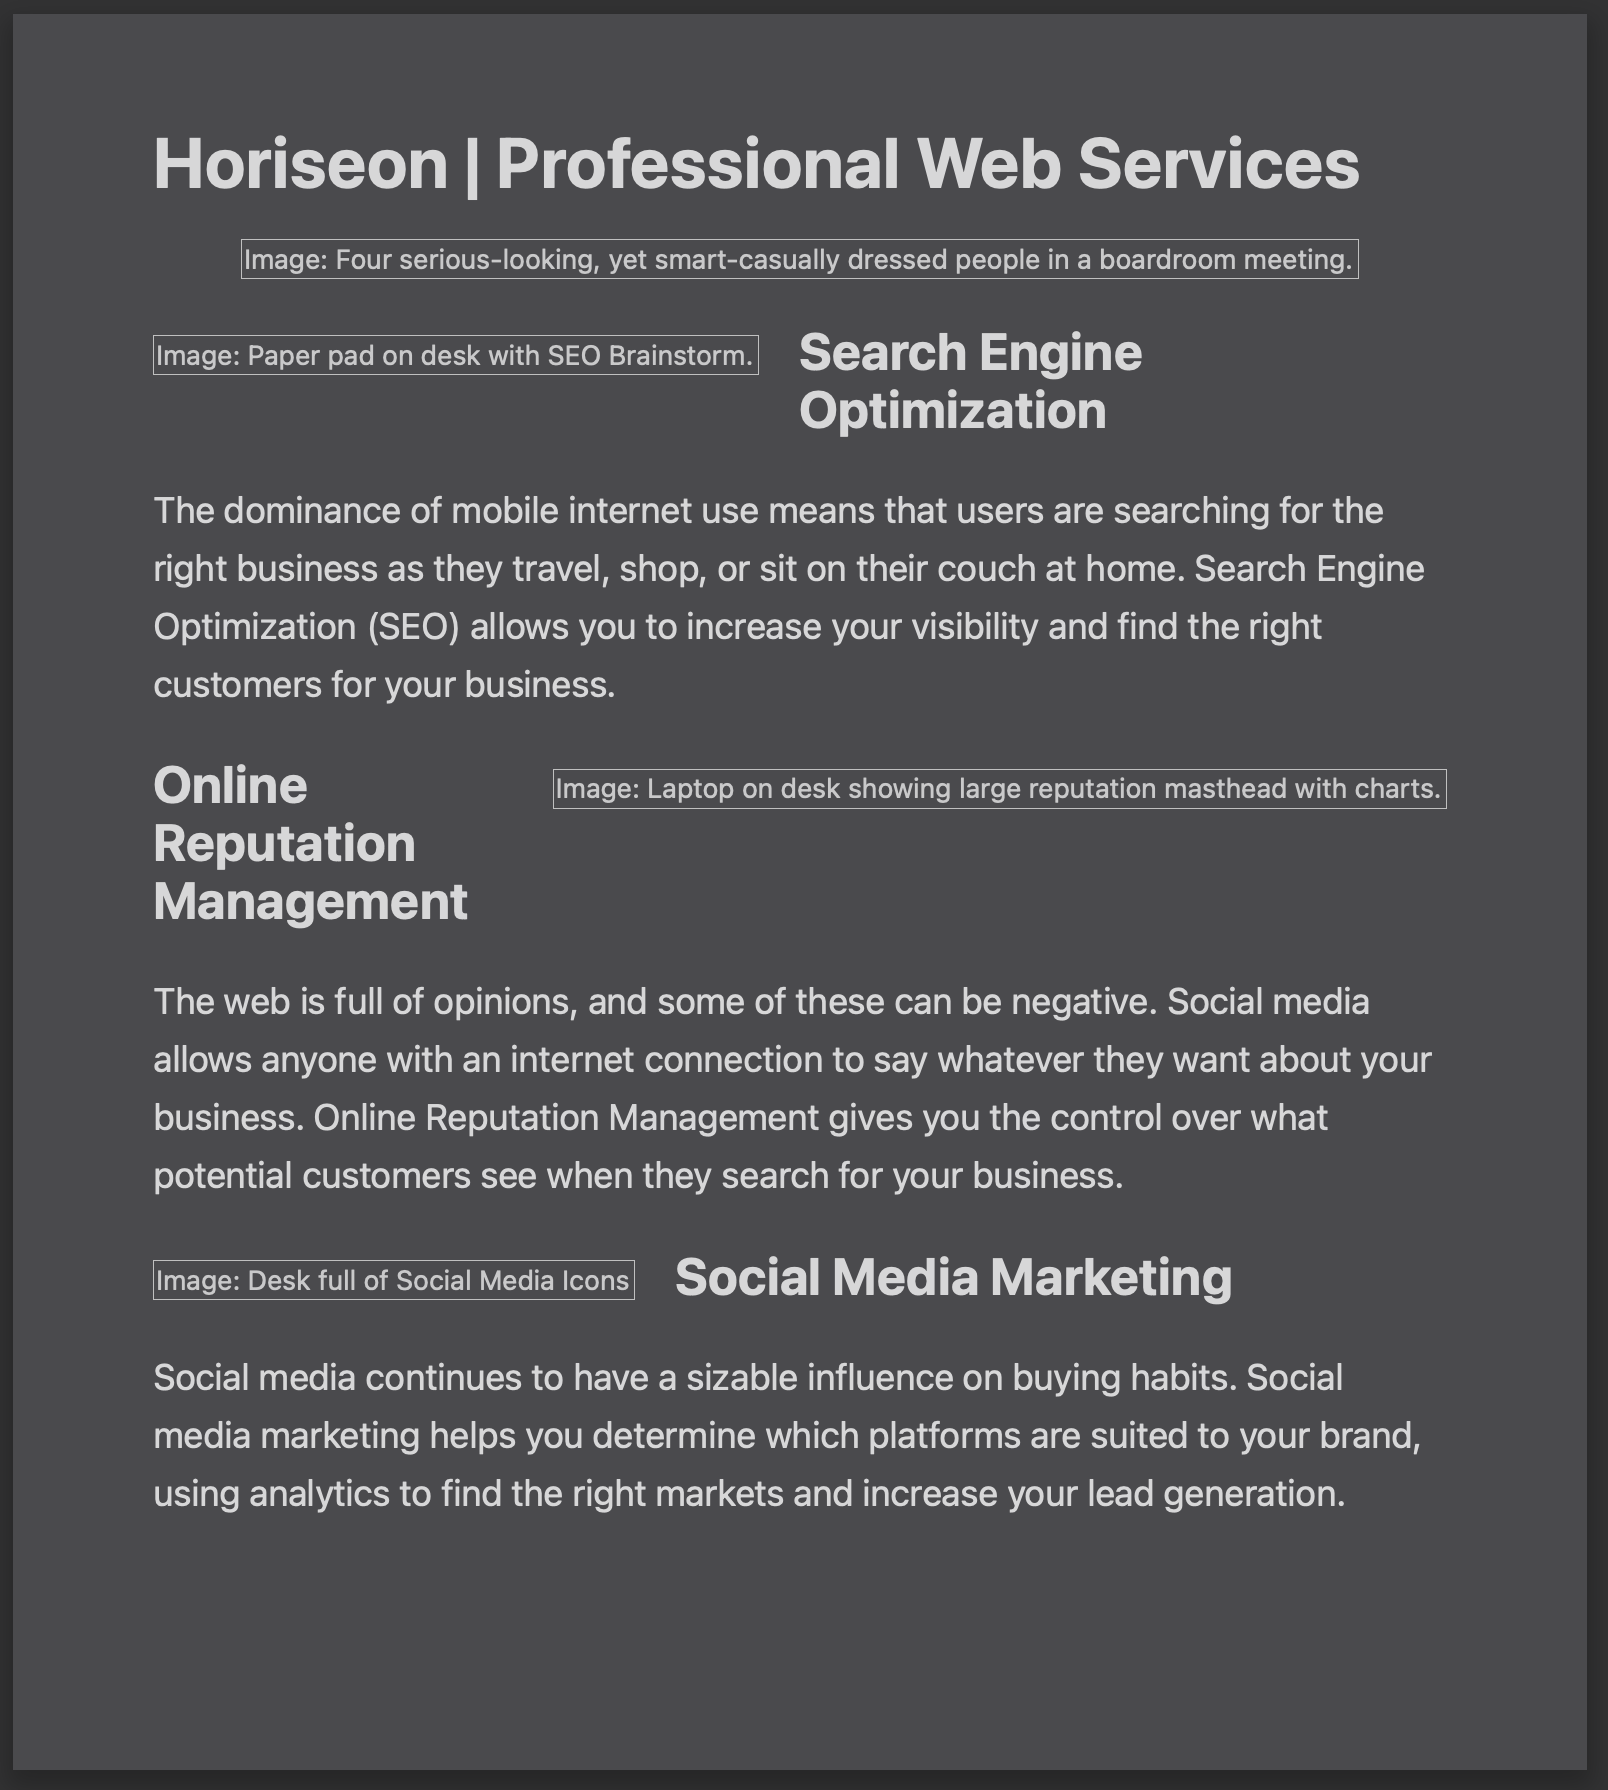 Horiseon | Professional Web Services
Image: Four serious-looking, yet smart-casually dressed people in a boardroom meeting.
Image: Paper pad on desk with SEO Brainstorm.
Search Engine
Optimization
The dominance of mobile internet use means that users are searching for the
right business as they travel, shop, or sit on their couch at home. Search Engine
Optimization (SEO) allows you to increase your visibility and find the right
customers for your business.
Online
Reputation
Management
Image: Laptop on desk showing large reputation masthead with charts.
The web is full of opinions, and some of these can be negative. Social media
allows anyone with an internet connection to say whatever they want about your
business. Online Reputation Management gives you the control over what
potential customers see when they search for your business.
Image: Desk full of Social Media Icons
Social Media Marketing
Social media continues to have a sizable influence on buying habits. Social
media marketing helps you determine which platforms are suited to your brand,
using analytics to find the right markets and increase your lead generation.